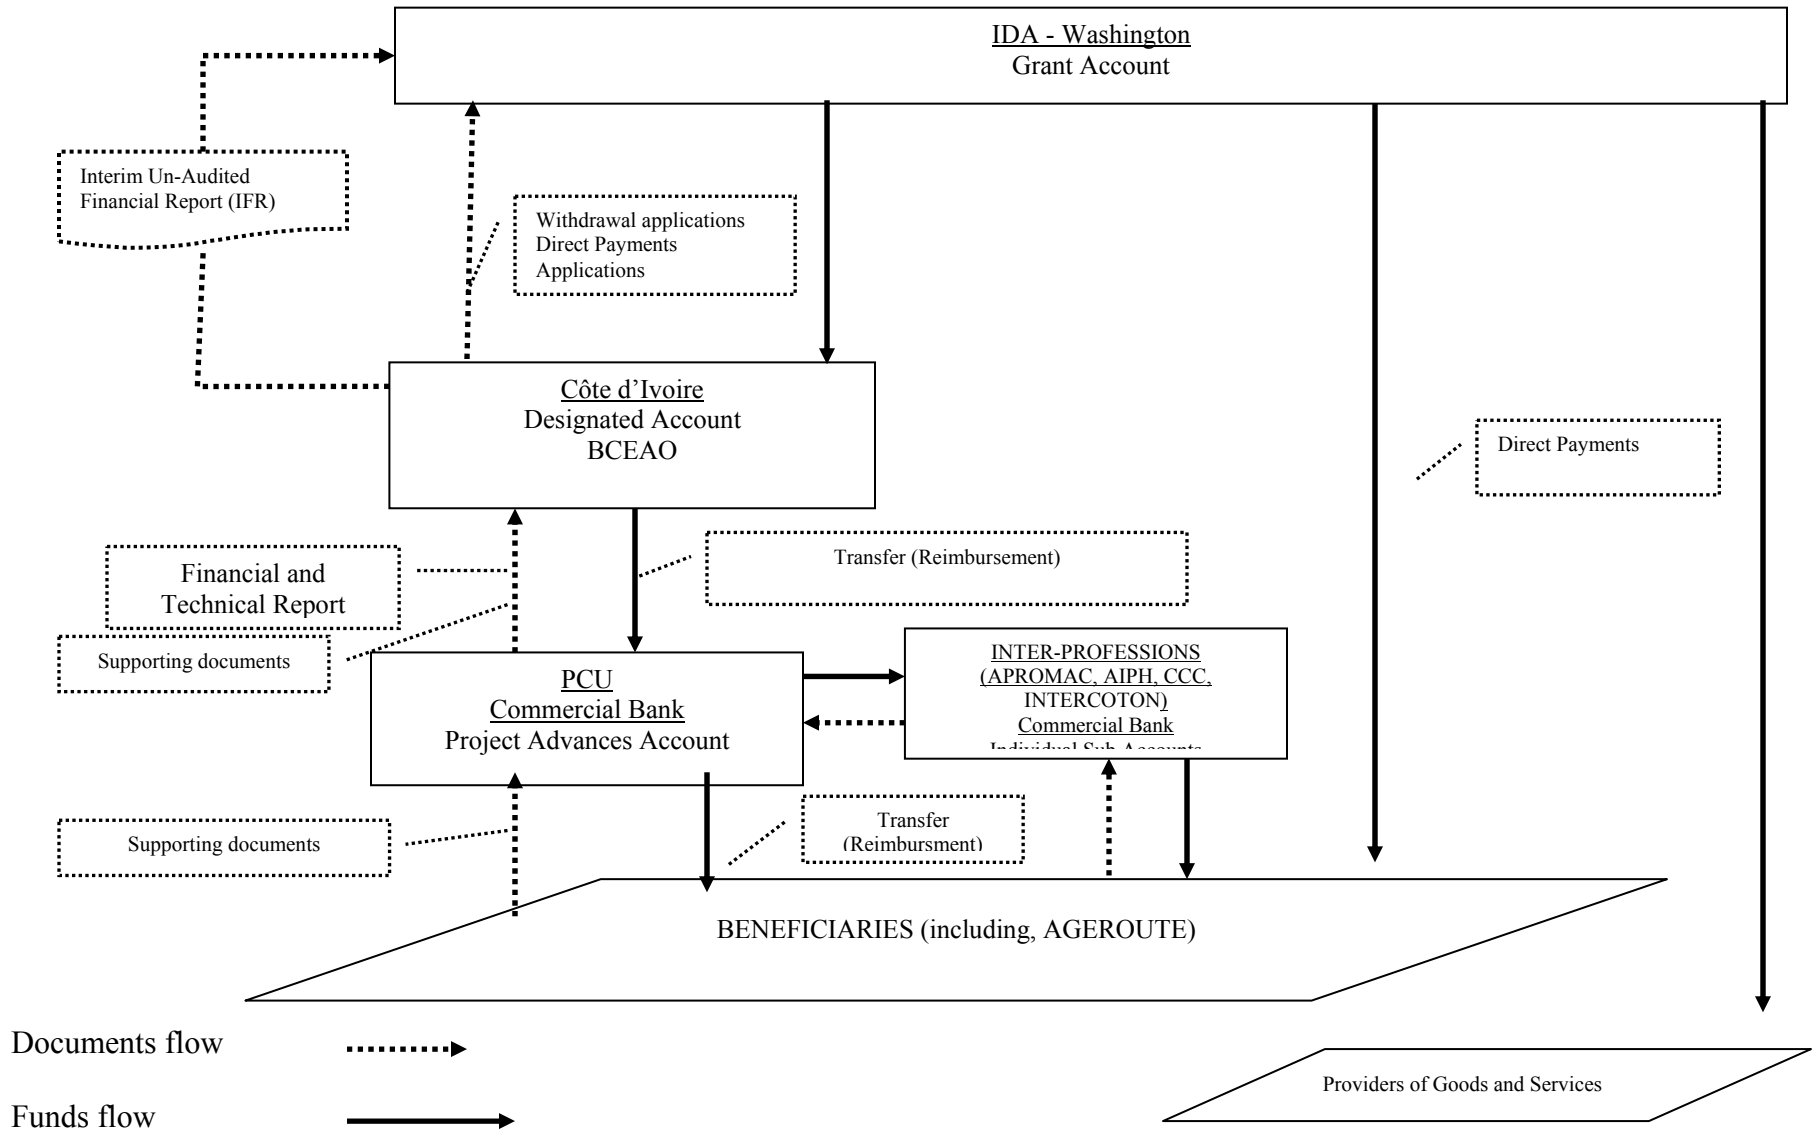 IDA - Washington
Grant Account
Interim Un-Audited
Financial Report (IFR)
Withdrawal applications
Direct Payments
Applications
Côte d’Ivoire
Designated Account
BCEAO
Direct Payments
Financial and
Technical Report
Transfer (Reimbursement)
Supporting documents
PCU
Commercial Bank
Project Advances Account
INTER-PROFESSIONS
(APROMAC, AIPH, CCC,
INTERCOTON)
Commercial Bank
Individual Sub Accounts
Supporting documents
Transfer
(Reimbursment)
BENEFICIARIES (including, AGEROUTE)
Documents flow
Providers of Goods and Services
Funds flow